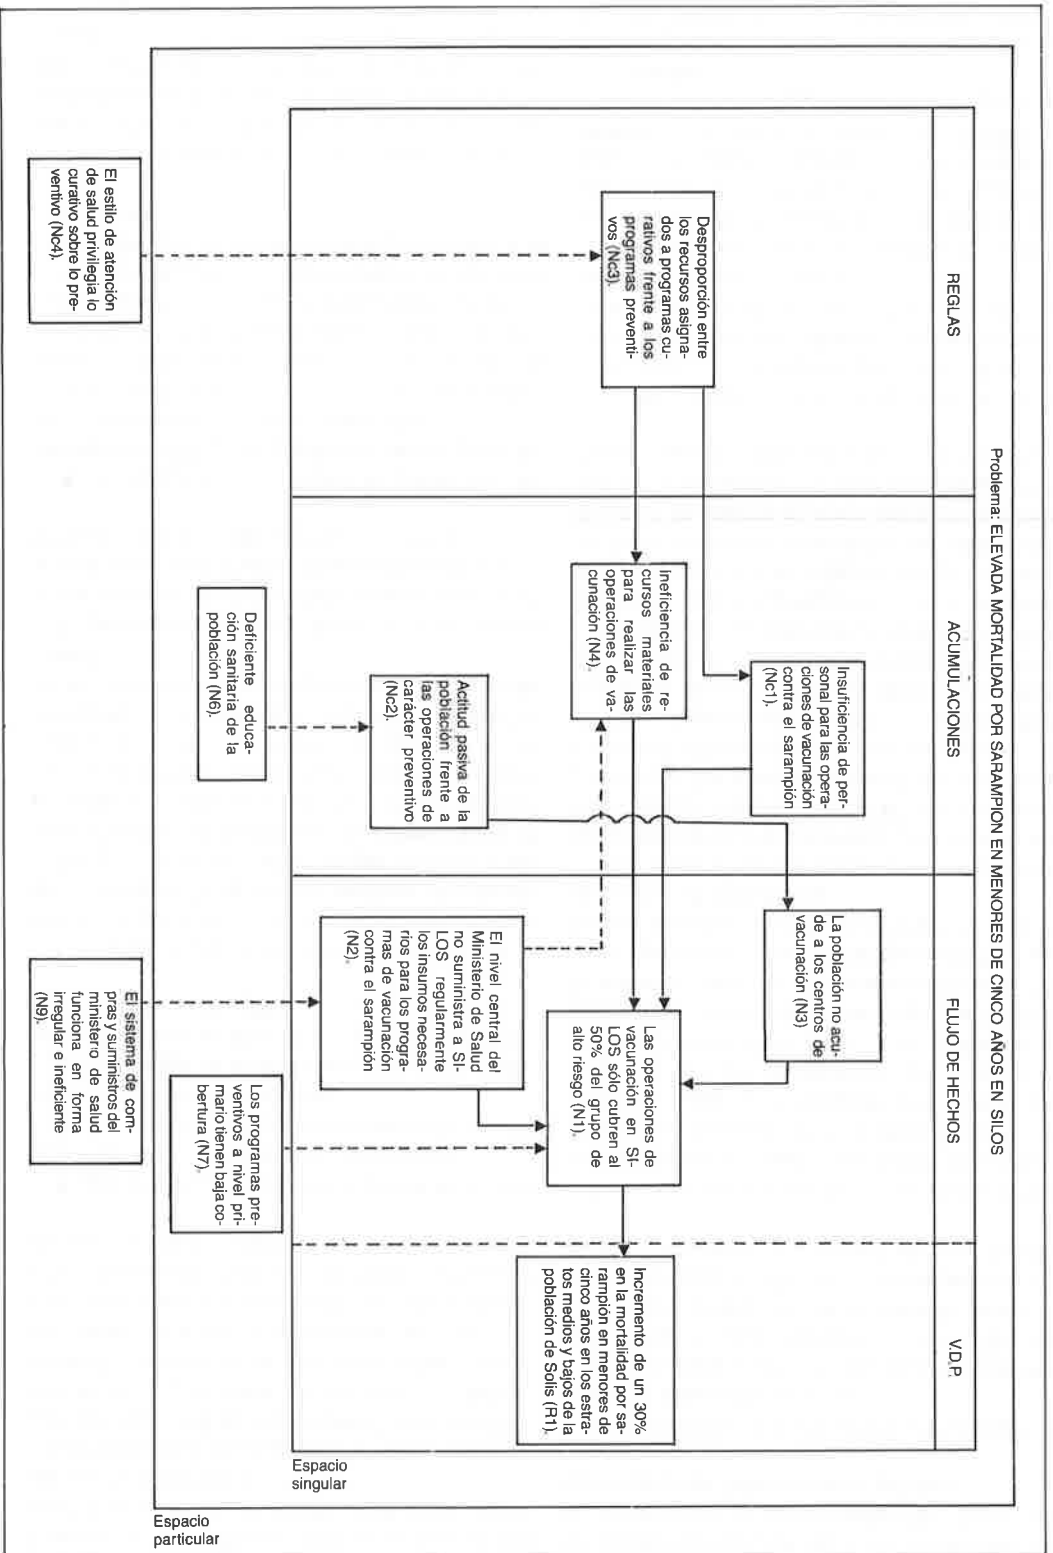 Problema: ELEVADA MORTALIDAD POR SARAMPION EN MENORES DE CINCO AÑOS EN SILOS
REGLAS
ACUMULACIONES
FLUJO DE HECHOS
V.D.P.
Desproporción entre
los recursos asigna-
dos a programas cu-
rativos frente a los
programas preventi-
vos (Nc3).
Insuficiencia de per-
sonal para las opera-
ciones de vacunación
contra el sarampión
(Nc1).
Ineficiencia de re-
cursos materiales
para realizar las
operaciones de va-
cunación (N4).
Actitud pasiva de la
población frente a
las operaciones de
carácter preventivo
(Nc2).
La población no acu-
de a los centros de
vacunación (N3)
Las operaciones de
vacunación en SI-
LOS sólo cubren al
50% del grupo de
alto riesgo (N1).
El nivel central del
Ministerio de Salud
no suministra a SI-
LOS regularmente
los insumos necesa-
rios para los progra-
mas de vacunación
contra el sarampión
(N2).
Incremento de un 30%
en la mortalidad por sa-
rampión en menores de
cinco años en los estra-
tos medios y bajos de la
población de Solis (R1).
Espacio
singular
Deficiente educa-
ción sanitaria de la
población (N6).
Los programas pre-
ventivos a nivel pri-
mario tienen baja co-
bertura (N7).
Espacio
particular
El estilo de atención
de salud privilegia lo
curativo sobre lo pre-
ventivo (Nc4).
El sistema de com-
pras y suministros del
ministerio de salud
funciona en forma
irregular e ineficiente
(N9).